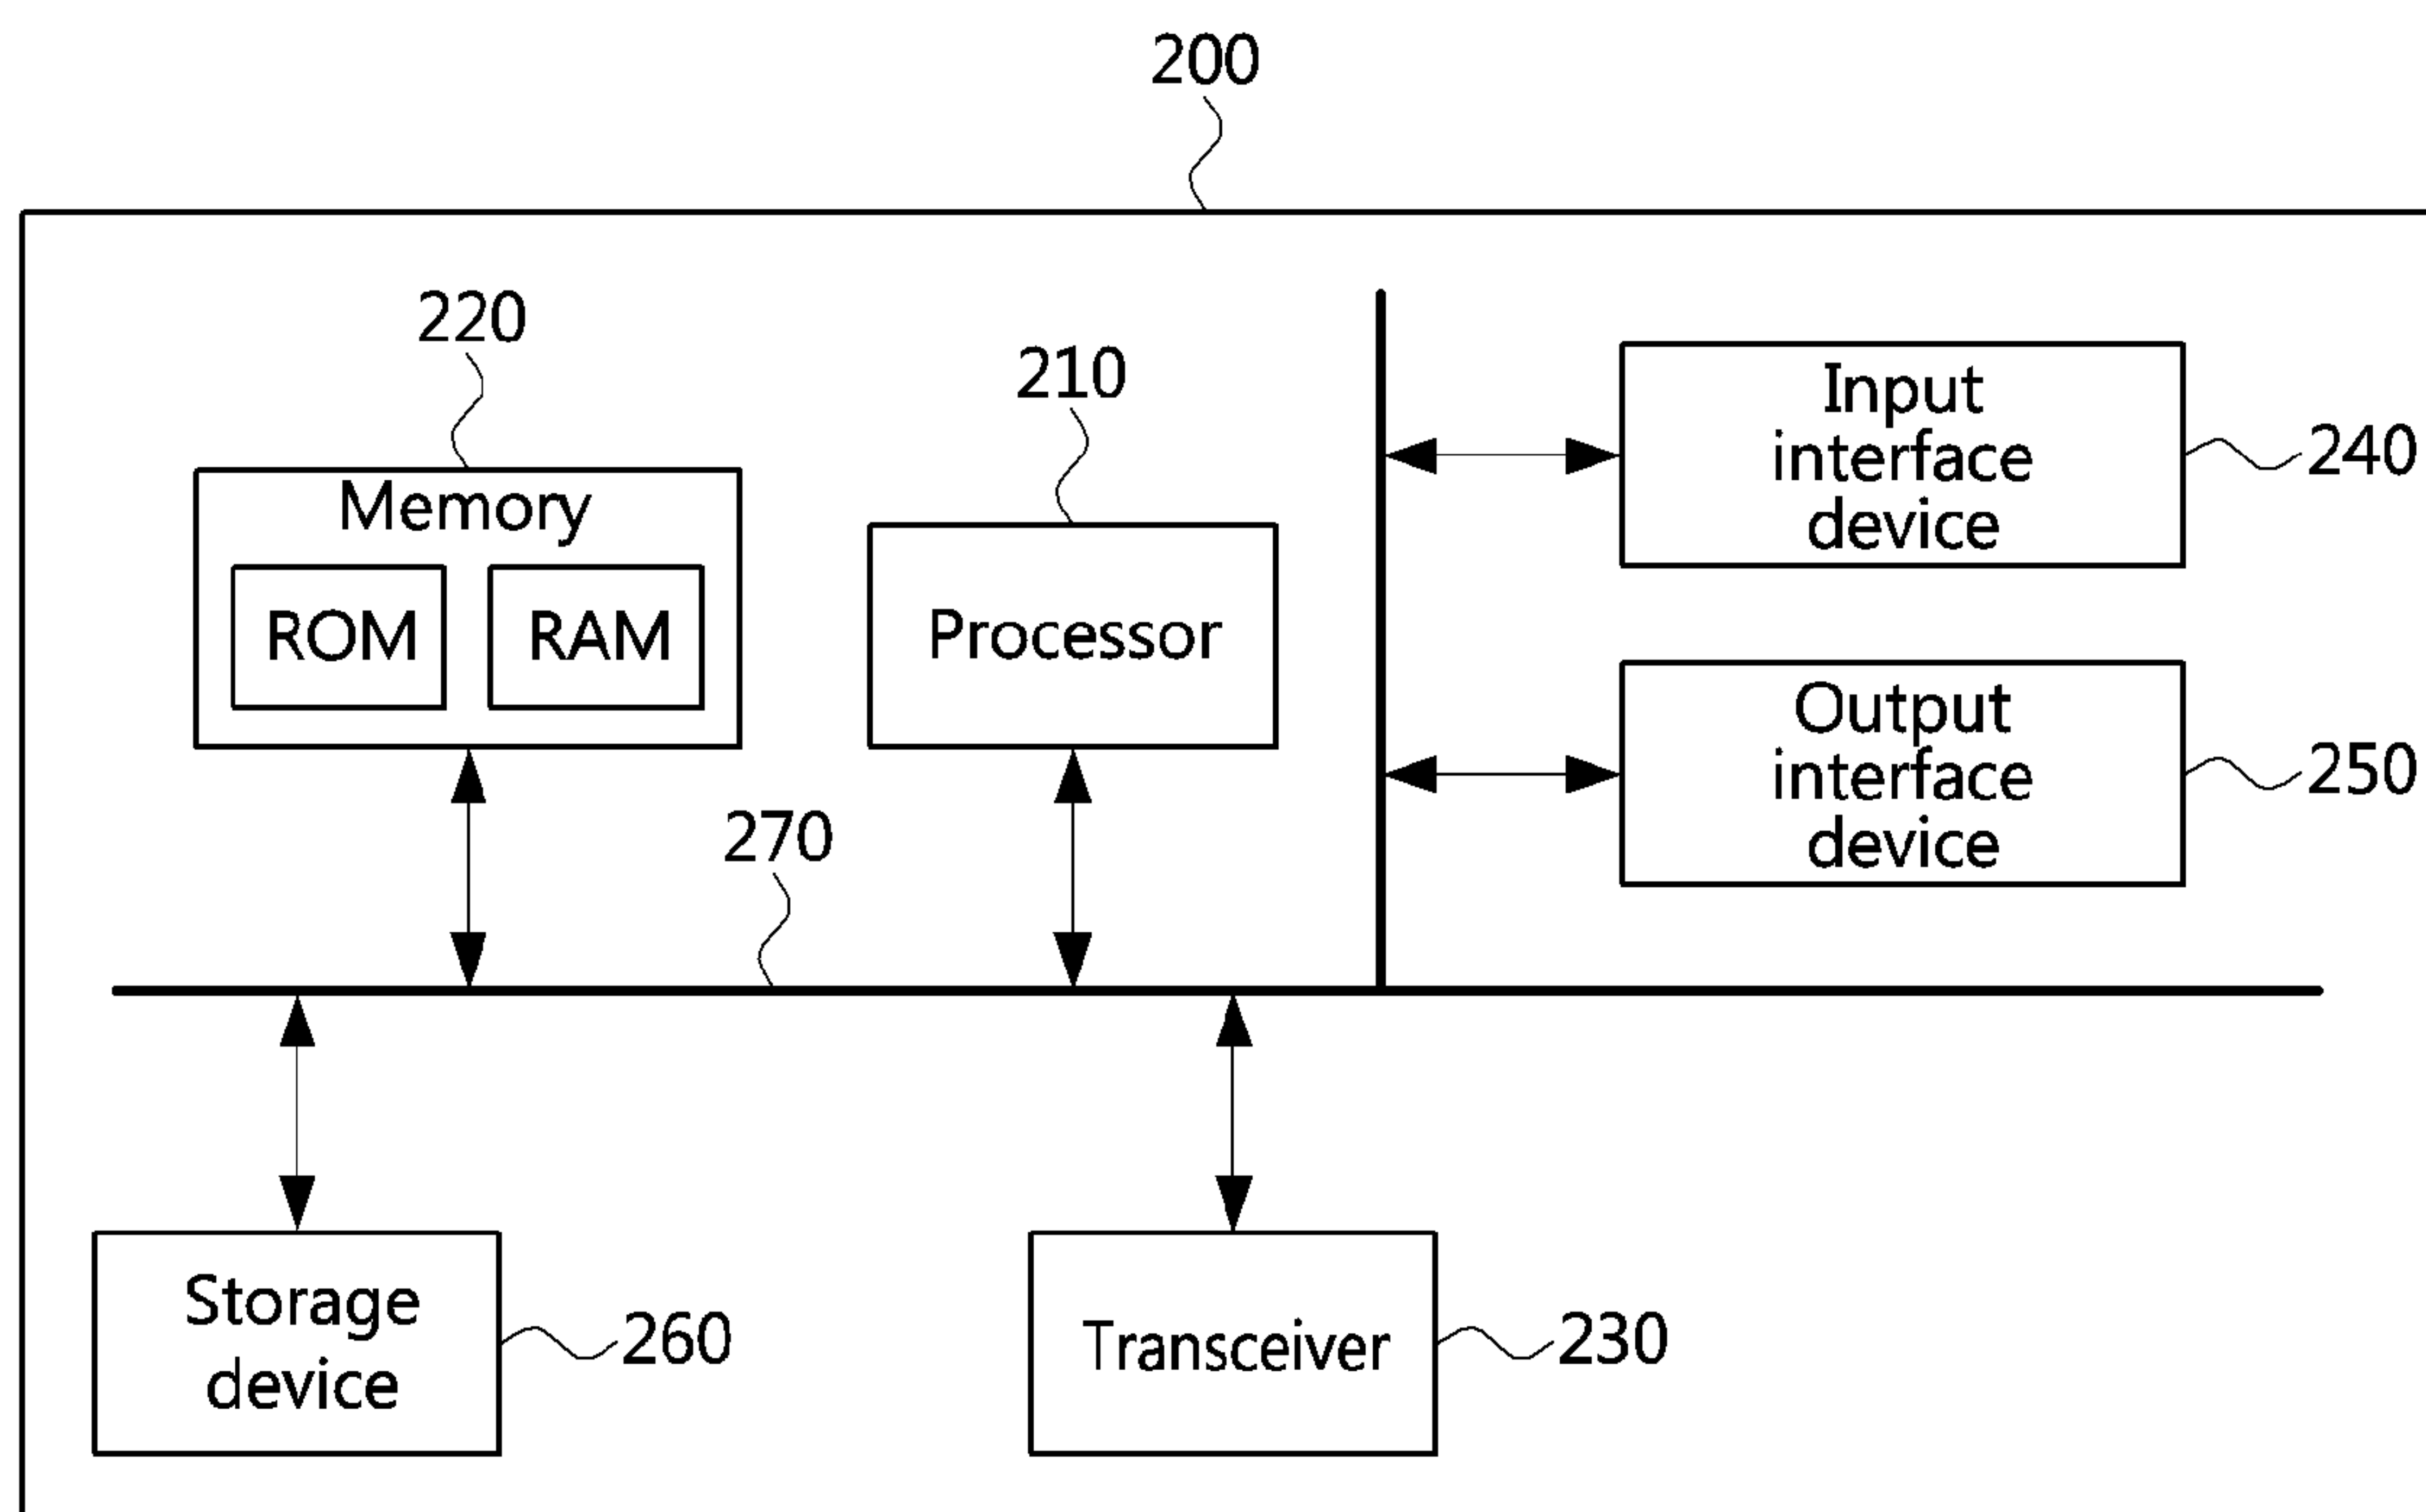 200
220
210
Memory
ROM
RAM
Processor
Input
interface
device
240
Output
interface
device
250
270
Storage
device
260
Transceiver
230